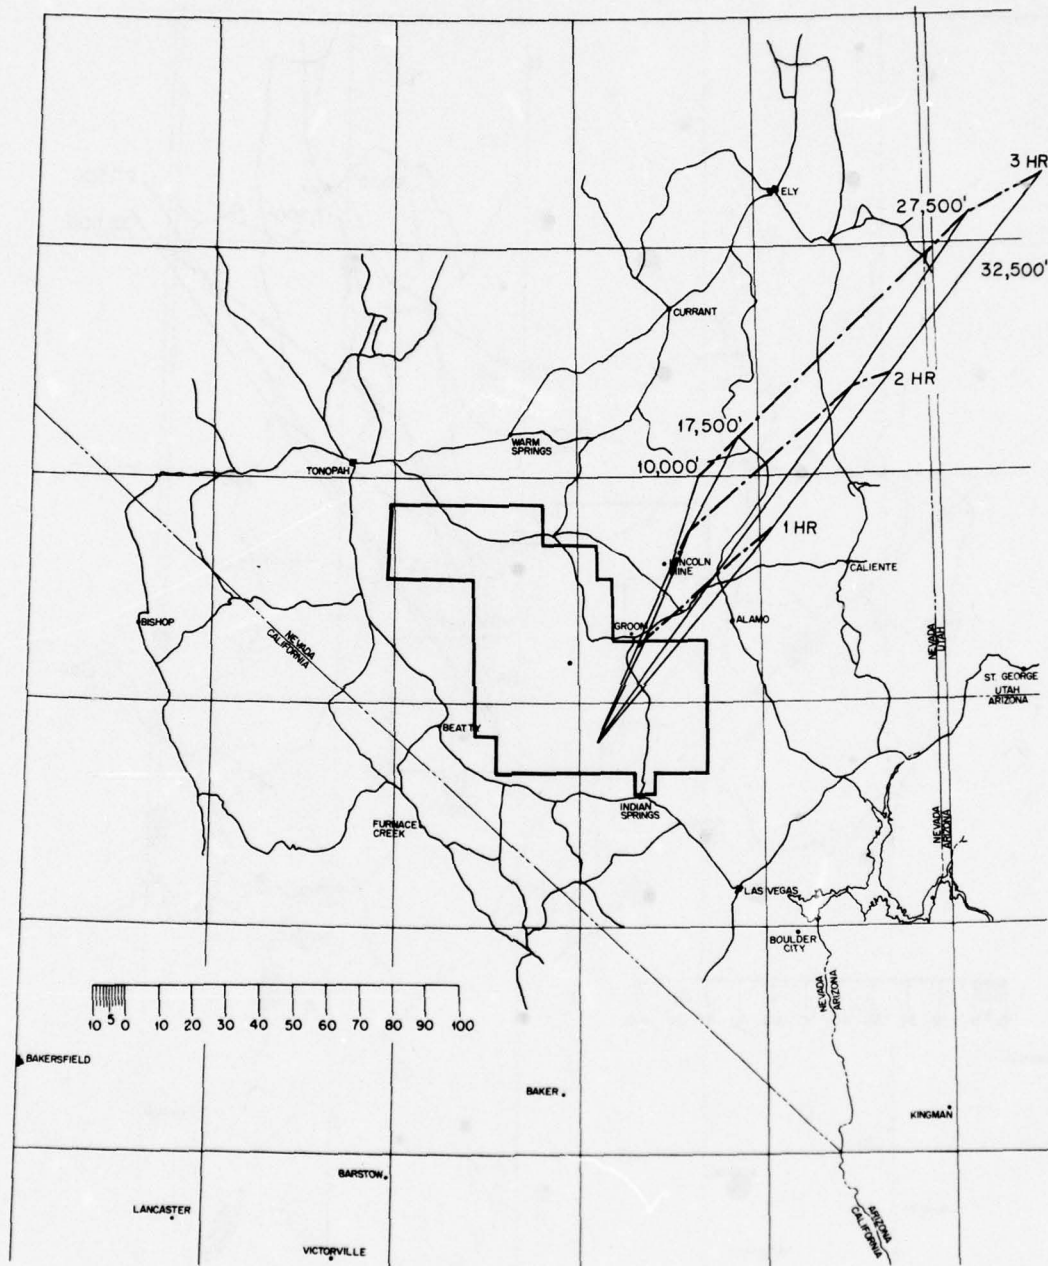 3 HR
ELY
27,500'
32,500'
CURRANT
2 HR
17,500'
WARM
SPRINGS
TONOPAH
10,000'
1 HR
LINCOLN
MINE
CALIENTE
BISHOP
GROOM
ALAMO
NEVADA
CALIFORNIA
NEVADA
UTAH
ST. GEORGE
UTAH
ARIZONA
BEATTY
INDIAN
SPRINGS
FURNACE
CREEK
NEVADA
ARIZONA
LAS VEGAS
BOULDER
CITY
NEVADA
ARIZONA
10 5 0 10 20 30 40 50 60 70 80 90 100
BAKERSFIELD
BAKER
KINGMAN
BARSTOW
LANCASTER
ARIZONA
CALIFORNIA
VICTORVILLE